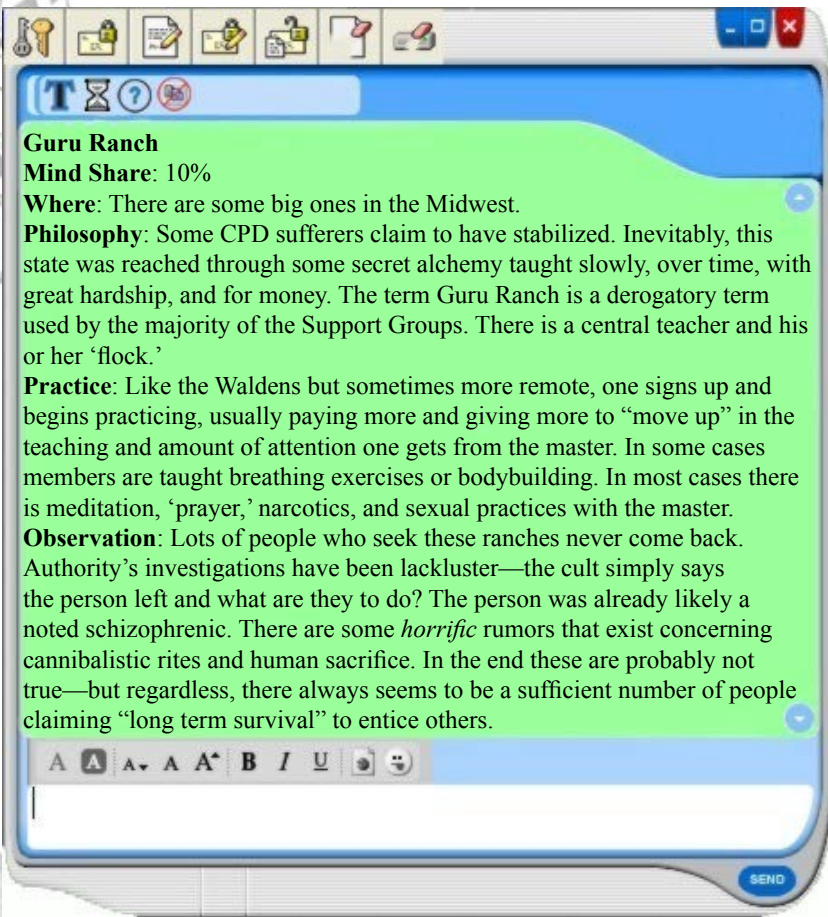 T ?
Guru Ranch
Mind Share: 10%
Where: There are some big ones in the Midwest.
Philosophy: Some CPD sufferers claim to have stabilized. Inevitably, this
state was reached through some secret alchemy taught slowly, over time, with
great hardship, and for money. The term Guru Ranch is a derogatory term
used by the majority of the Support Groups. There is a central teacher and his
or her ‘flock.’
Practice: Like the Waldens but sometimes more remote, one signs up and
begins practicing, usually paying more and giving more to “move up” in the
teaching and amount of attention one gets from the master. In some cases
members are taught breathing exercises or bodybuilding. In most cases there
is meditation, ‘prayer,’ narcotics, and sexual practices with the master.
Observation: Lots of people who seek these ranches never come back.
Authority’s investigations have been lackluster—the cult simply says
the person left and what are they to do? The person was already likely a
noted schizophrenic. There are some horrific rumors that exist concerning
cannibalistic rites and human sacrifice. In the end these are probably not
true—but regardless, there always seems to be a sufficient number of people
claiming “long term survival” to entice others.
A A A A A B I U
SEND